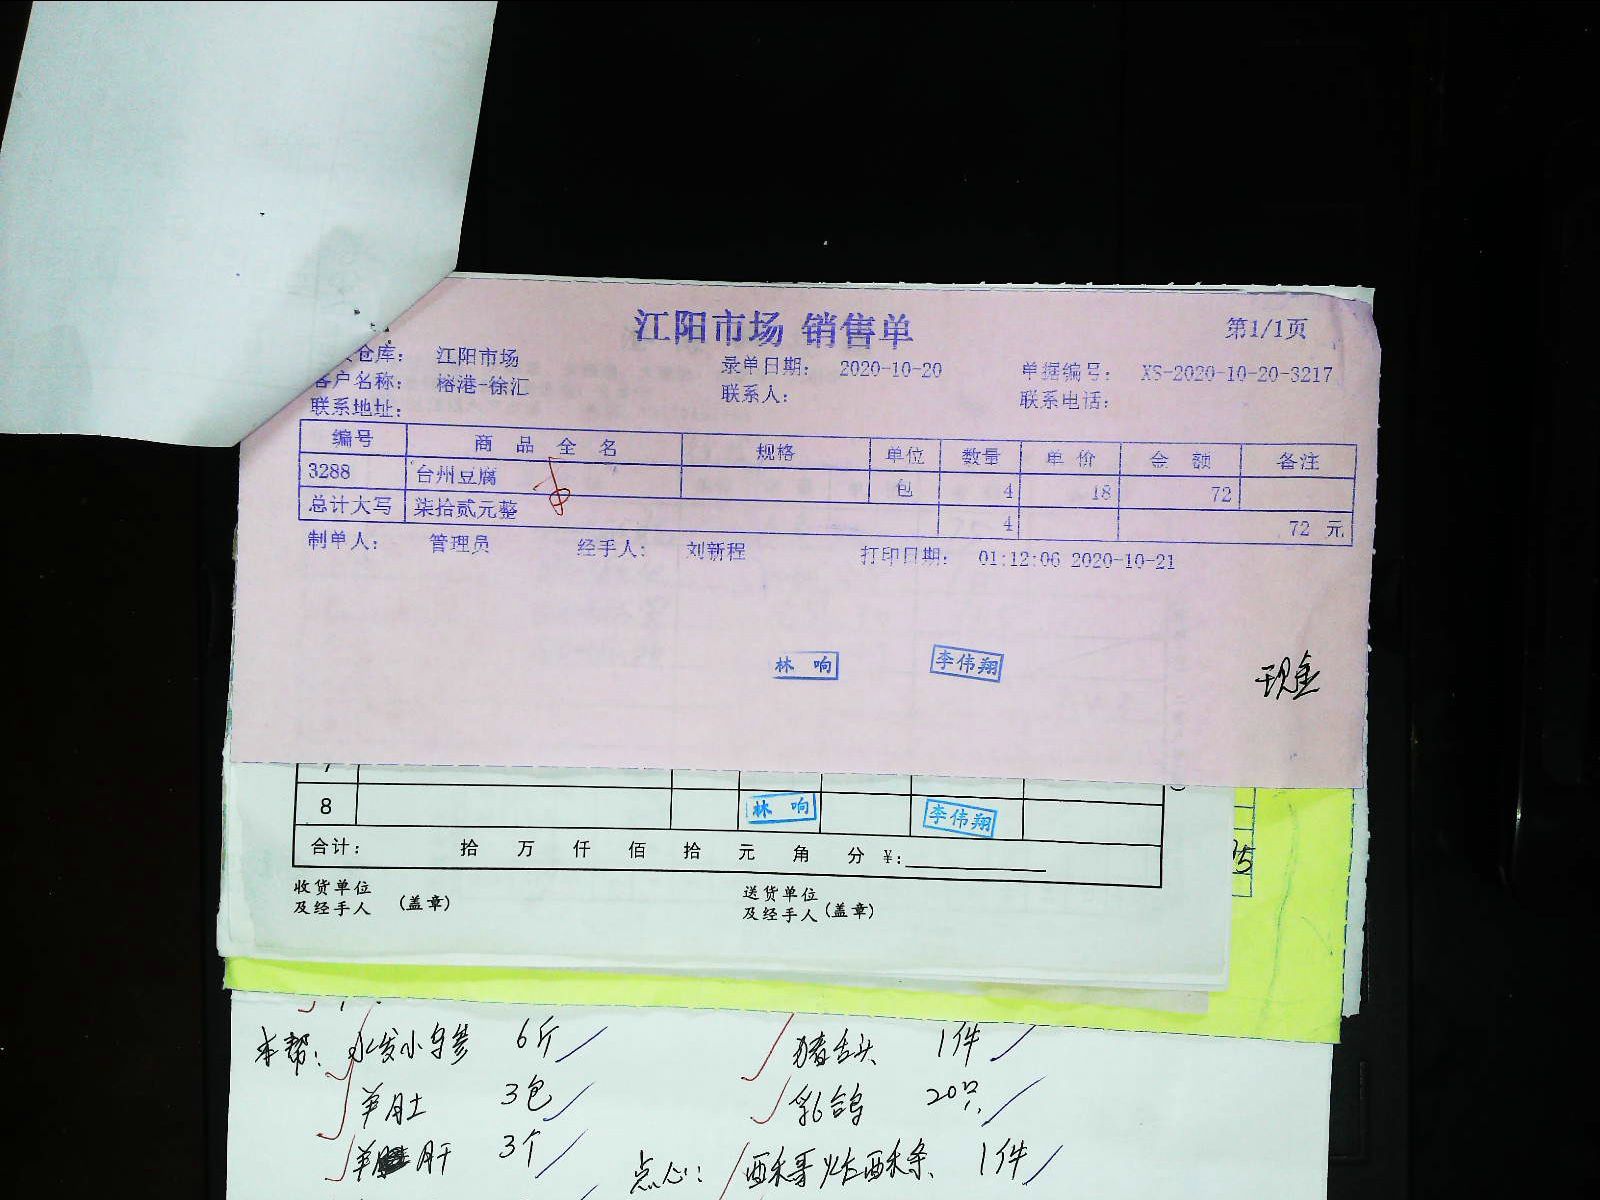 江阳市场 销售单
第1/1页
仓库： 江阳市场 录单日期： 2020-10-20 单据编号： XS-2020-10-20-3217
客户名称： 榕港-徐汇 联系人： 联系电话：
联系地址：
编号 商 品 全 名 规格 单位 数量 单 价 金 额 备注
3288 台州豆腐 包 4 18 72
总计大写 柒拾贰元整 4 72 元
制单人： 管理员 经手人： 刘新程 打印日期： 01:12:06 2020-10-21
林 响 李伟翔
现金
7
8 林 响 李伟翔
合计： 拾 万 仟 佰 拾 元 角 分 ¥:
收货单位 送货单位
及经手人 (盖章) 及经手人 (盖章)
本帮： 水发小乌参 6斤 猪舌头 1件
羊肚 3包 乳鸽 20只
羊肝 3个 点心： 1件